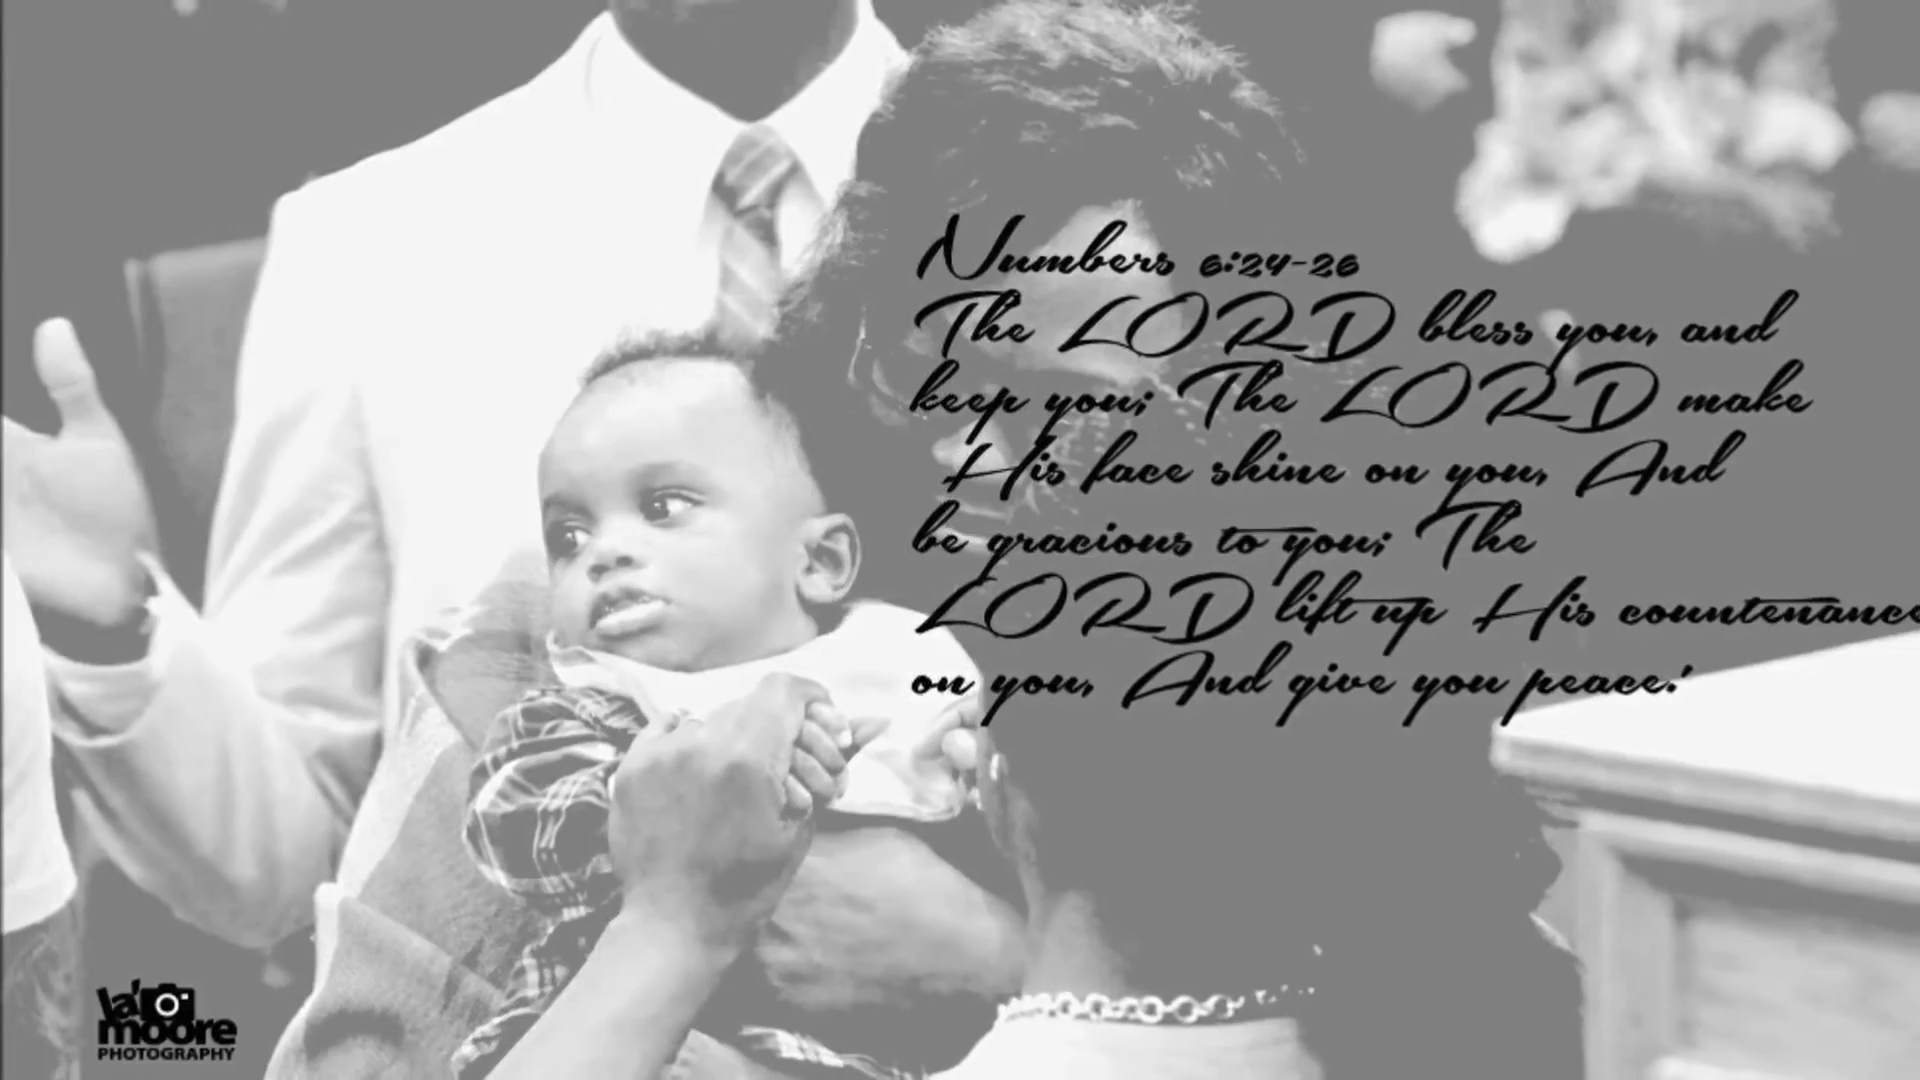 Numbers 6:24-26
The LORD bless you, and
keep you; The LORD make
His face shine on you, And
be gracious to you; The
LORD lift up His countenance
on you, And give you peace.'
la' moore
PHOTOGRAPHY